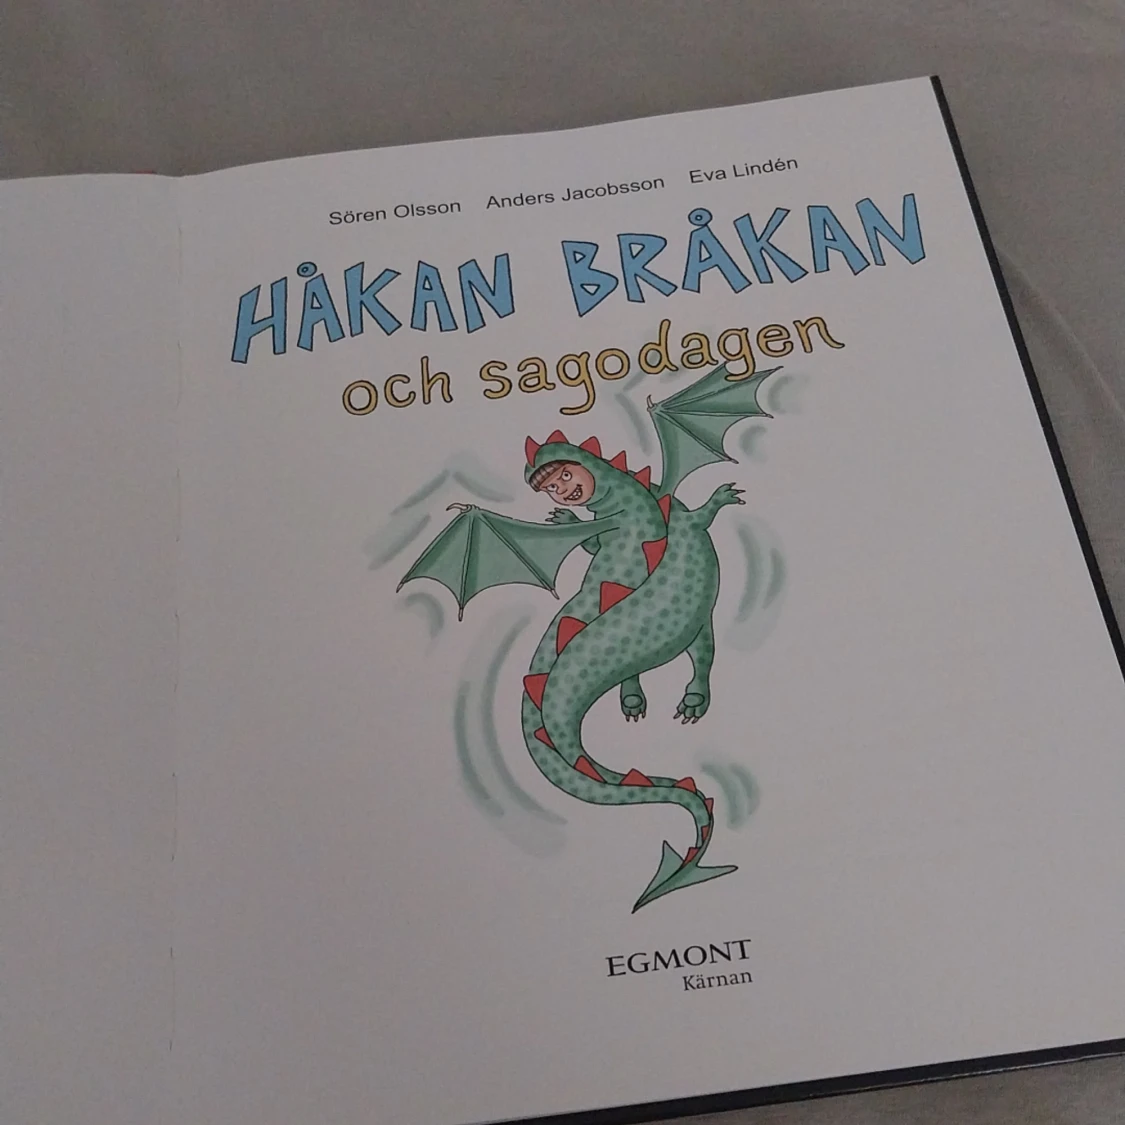 Sören Olsson Anders Jacobsson Eva Lindén
HÅKAN BRÅKAN
och sagodagen
EGMONT
Kärnan